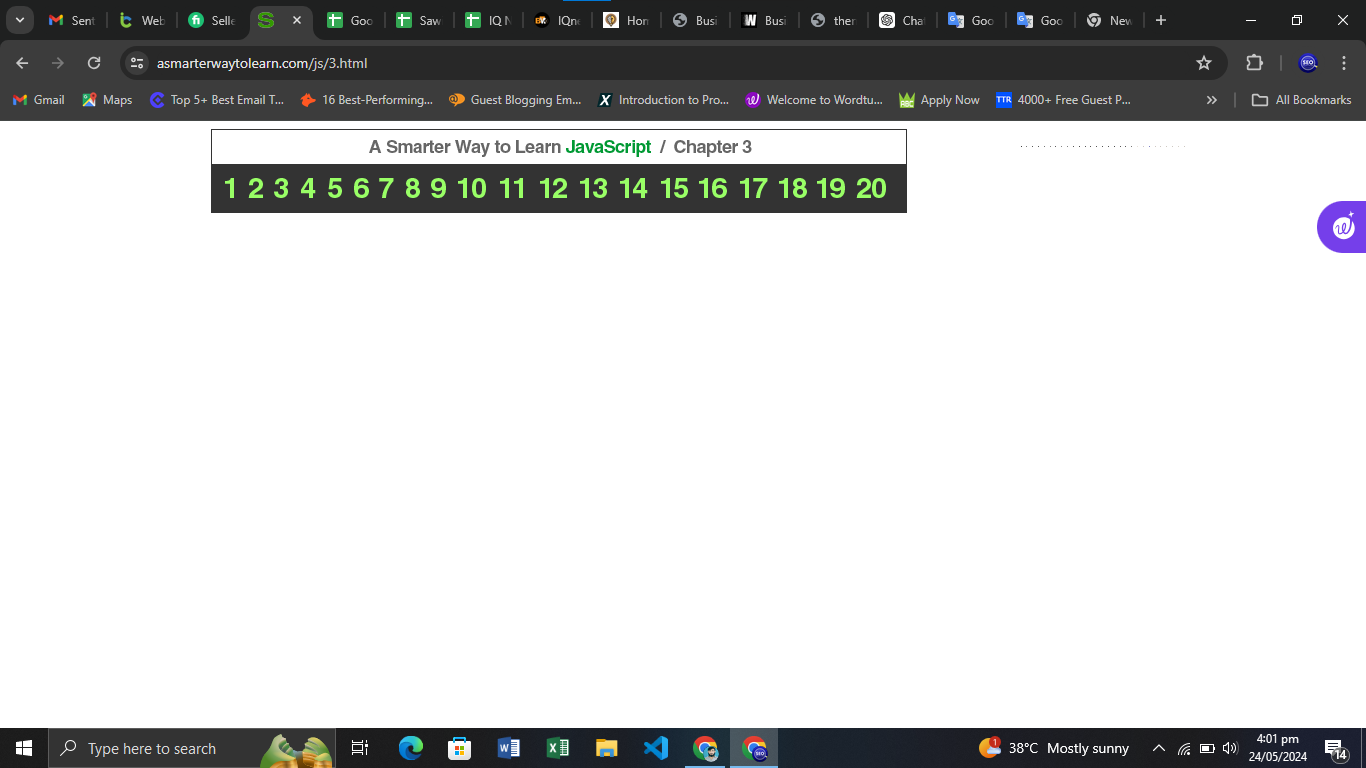 Sent
Web
Selle
Goo
Saw
IQ N
IQne
Hom
Busi
Busi
ther
Chat
Goo
Goo
New
asmarterwaytolearn.com/js/3.html
Gmail
Maps
Top 5+ Best Email T...
16 Best-Performing...
Guest Blogging Em...
Introduction to Pro...
Welcome to Wordtu...
Apply Now
TTR
4000+ Free Guest P...
All Bookmarks
A Smarter Way to Learn JavaScript / Chapter 3
1 2 3 4 5 6 7 8 9 10 11 12 13 14 15 16 17 18 19 20
Type here to search
38°C Mostly sunny
4:01 pm
24/05/2024
14